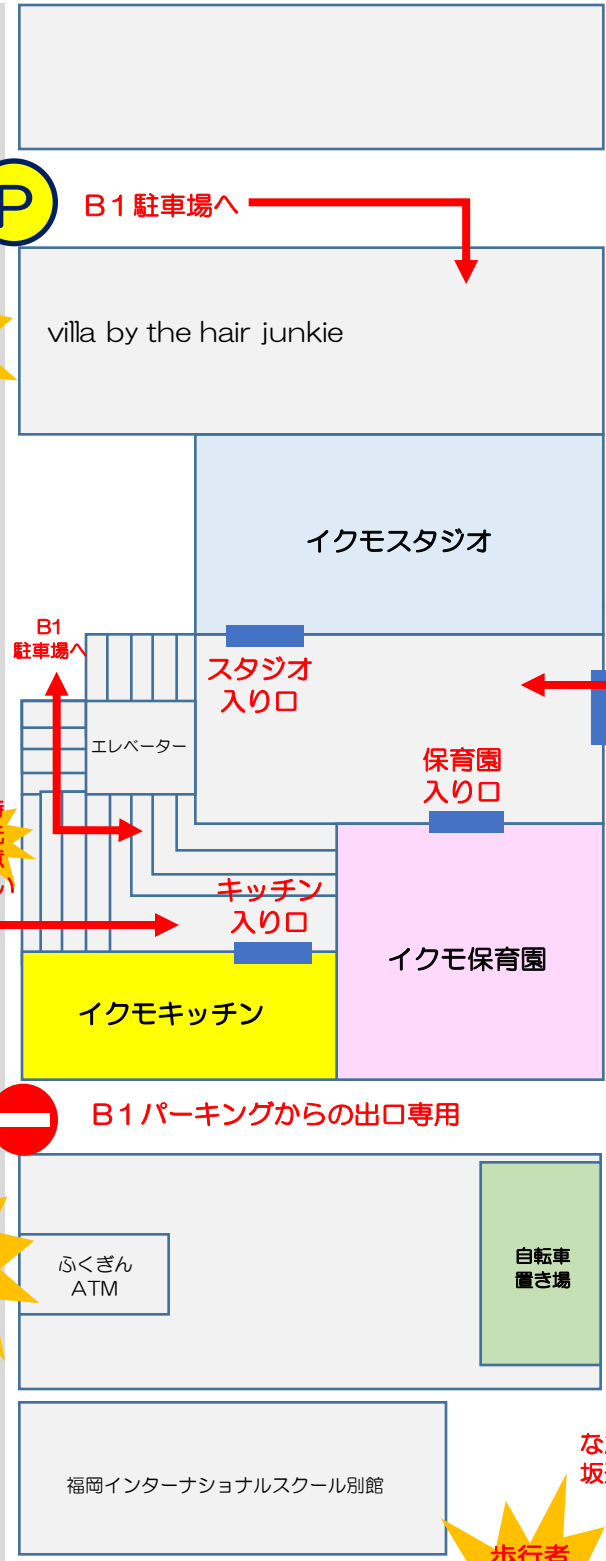 P
B1駐車場へ
villa by the hair junkie
イクモスタジオ
B1
駐車場へ
スタジオ
入り口
エレベーター
保育園
入り口
キッチン
入り口
イクモ保育園
イクモキッチン
B1パーキングからの出口専用
ふくぎん
ATM
自転車
置き場
福岡インターナショナルスクール別館
な
坂
歩行者